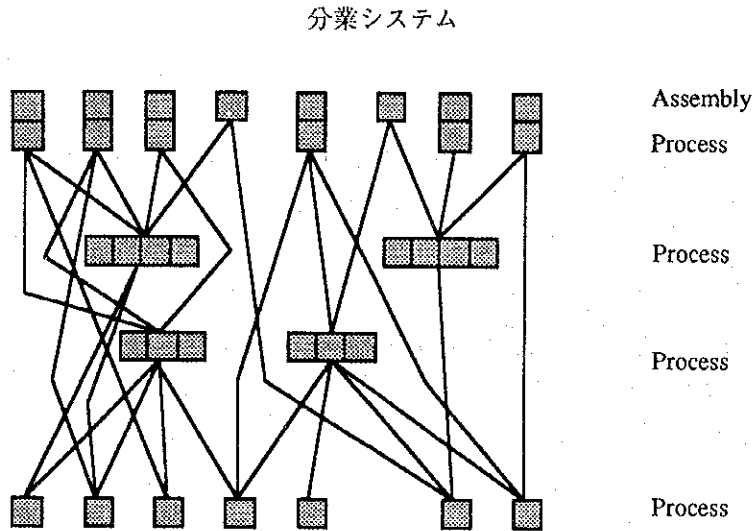 分業システム
Assembly
Process
Process
Process
Process